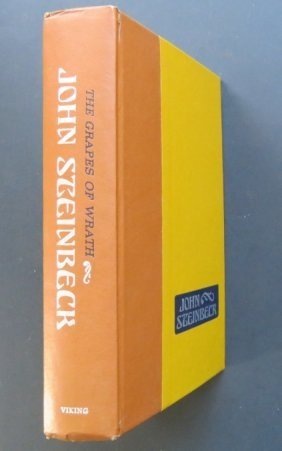 THE GRAPES OF WRATH
JOHN STEINBECK
VIKING
JOHN
STEINBECK